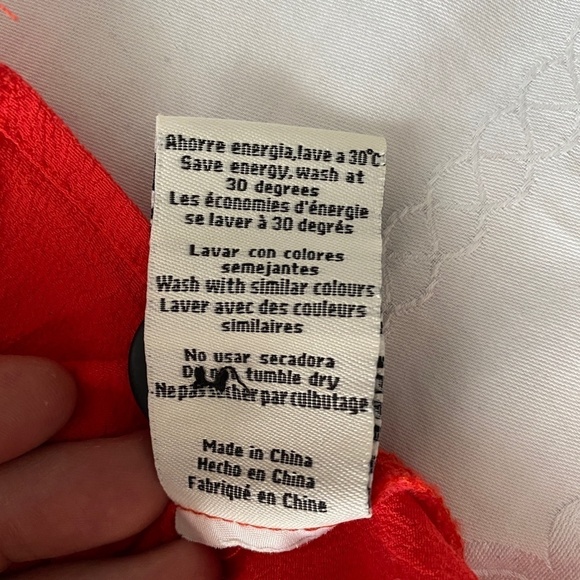 Ahorre energia,lave a 30°C
Save energy, wash at
30 degrees
Les économies d'énergie
se laver à 30 degrés
Lavar con colores
semejantes
Wash with similar colours
Laver avec des couleurs
similaires
No usar secadora
tumble dry
par culbutage
Made in China
Hecho en China
Fabriqué en Chine